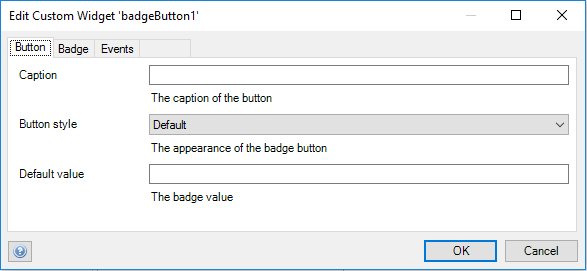 Edit Custom Widget 'badgeButton1'
Button Badge Events
Caption
The caption of the button
Button style Default
The appearance of the badge button
Default value
The badge value
? OK Cancel